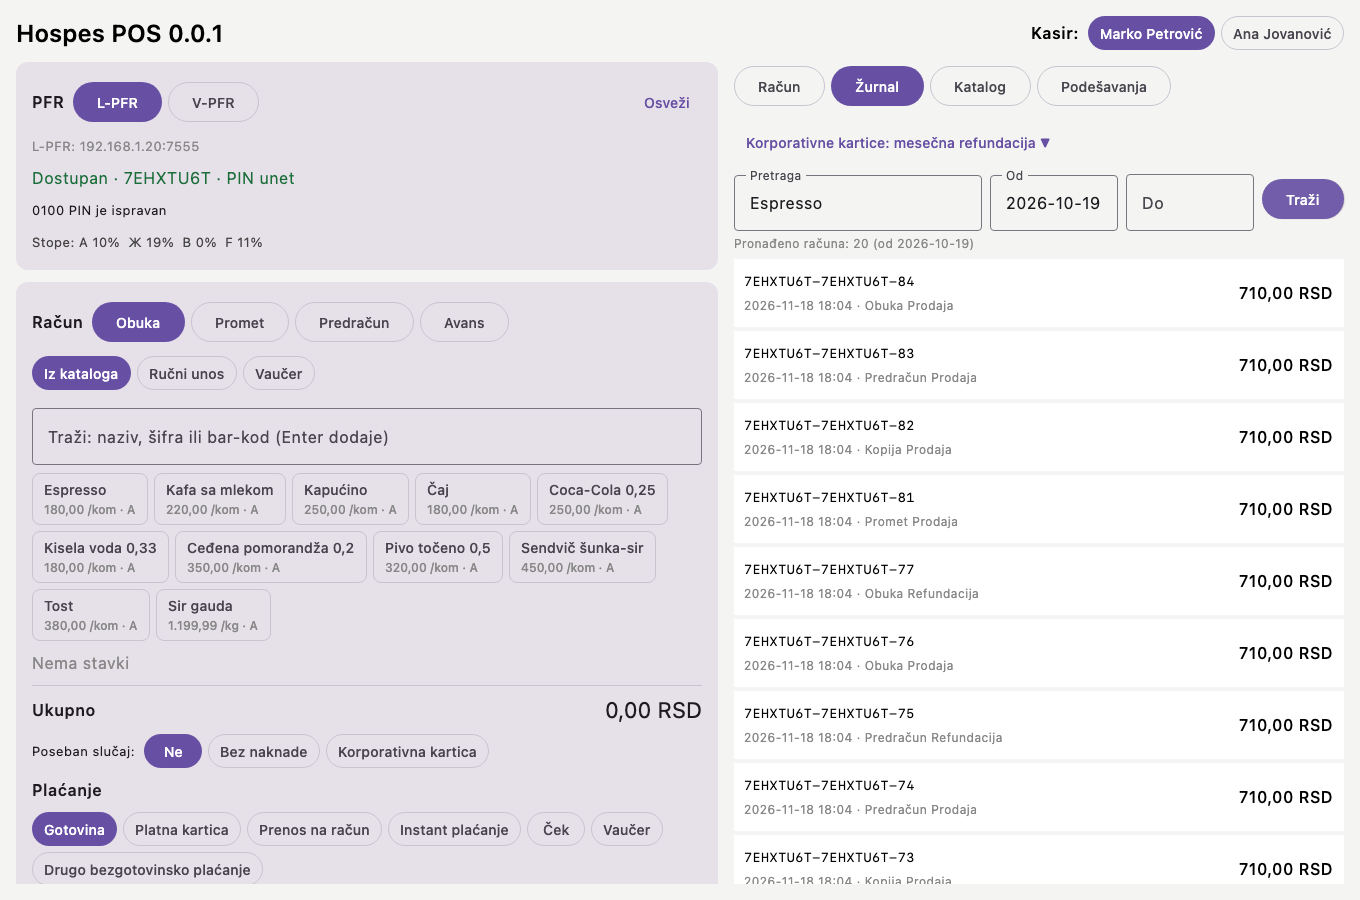 Hospes POS 0.0.1
Kasir: Marko Petrović Ana Jovanović
PFR L-PFR V-PFR Osveži
L-PFR: 192.168.1.20:7555
Dostupan · 7EHXTU6T · PIN unet
0100 PIN je ispravan
Stope: A 10% Ж 19% B 0% F 11%
Račun Obuka Promet Predračun Avans
Iz kataloga Ručni unos Vaučer
Traži: naziv, šifra ili bar-kod (Enter dodaje)
Espresso Kafa sa mlekom Kapućino Čaj Coca-Cola 0,25
180,00 /kom · A 220,00 /kom · A 250,00 /kom · A 180,00 /kom · A 250,00 /kom · A
Kisela voda 0,33 Ceđena pomorandža 0,2 Pivo točeno 0,5 Sendvič šunka-sir
180,00 /kom · A 350,00 /kom · A 320,00 /kom · A 450,00 /kom · A
Tost Sir gauda
380,00 /kom · A 1.199,99 /kg · A
Nema stavki
Ukupno 0,00 RSD
Poseban slučaj: Ne Bez naknade Korporativna kartica
Plaćanje
Gotovina Platna kartica Prenos na račun Instant plaćanje Ček Vaučer
Drugo bezgotovinsko plaćanje
Račun Žurnal Katalog Podešavanja
Korporativne kartice: mesečna refundacija ▼
Pretraga Od
Espresso 2026-10-19 Do Traži
Pronađeno računa: 20 (od 2026-10-19)
7EHXTU6T-7EHXTU6T-84
2026-11-18 18:04 · Obuka Prodaja
710,00 RSD
7EHXTU6T-7EHXTU6T-83
2026-11-18 18:04 · Predračun Prodaja
710,00 RSD
7EHXTU6T-7EHXTU6T-82
2026-11-18 18:04 · Kopija Prodaja
710,00 RSD
7EHXTU6T-7EHXTU6T-81
2026-11-18 18:04 · Promet Prodaja
710,00 RSD
7EHXTU6T-7EHXTU6T-77
2026-11-18 18:04 · Obuka Refundacija
710,00 RSD
7EHXTU6T-7EHXTU6T-76
2026-11-18 18:04 · Obuka Prodaja
710,00 RSD
7EHXTU6T-7EHXTU6T-75
2026-11-18 18:04 · Predračun Refundacija
710,00 RSD
7EHXTU6T-7EHXTU6T-74
2026-11-18 18:04 · Predračun Prodaja
710,00 RSD
7EHXTU6T-7EHXTU6T-73
2026-11-18 18:04 · Kopija Prodaja
710,00 RSD